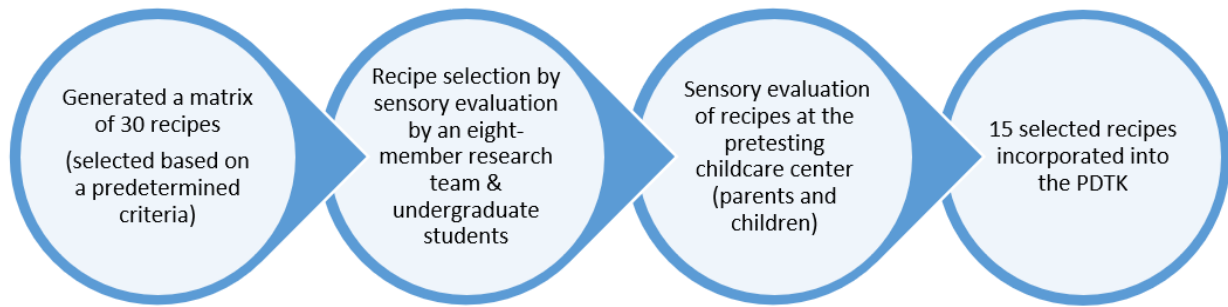 Generated a matrix
of 30 recipes
(selected based on
a predetermined
criteria)
Recipe selection by
sensory evaluation
by an eight-
member research
team &
undergraduate
students
Sensory evaluation
of recipes at the
pretesting
childcare center
(parents and
children)
15 selected recipes
incorporated into
the PDTK